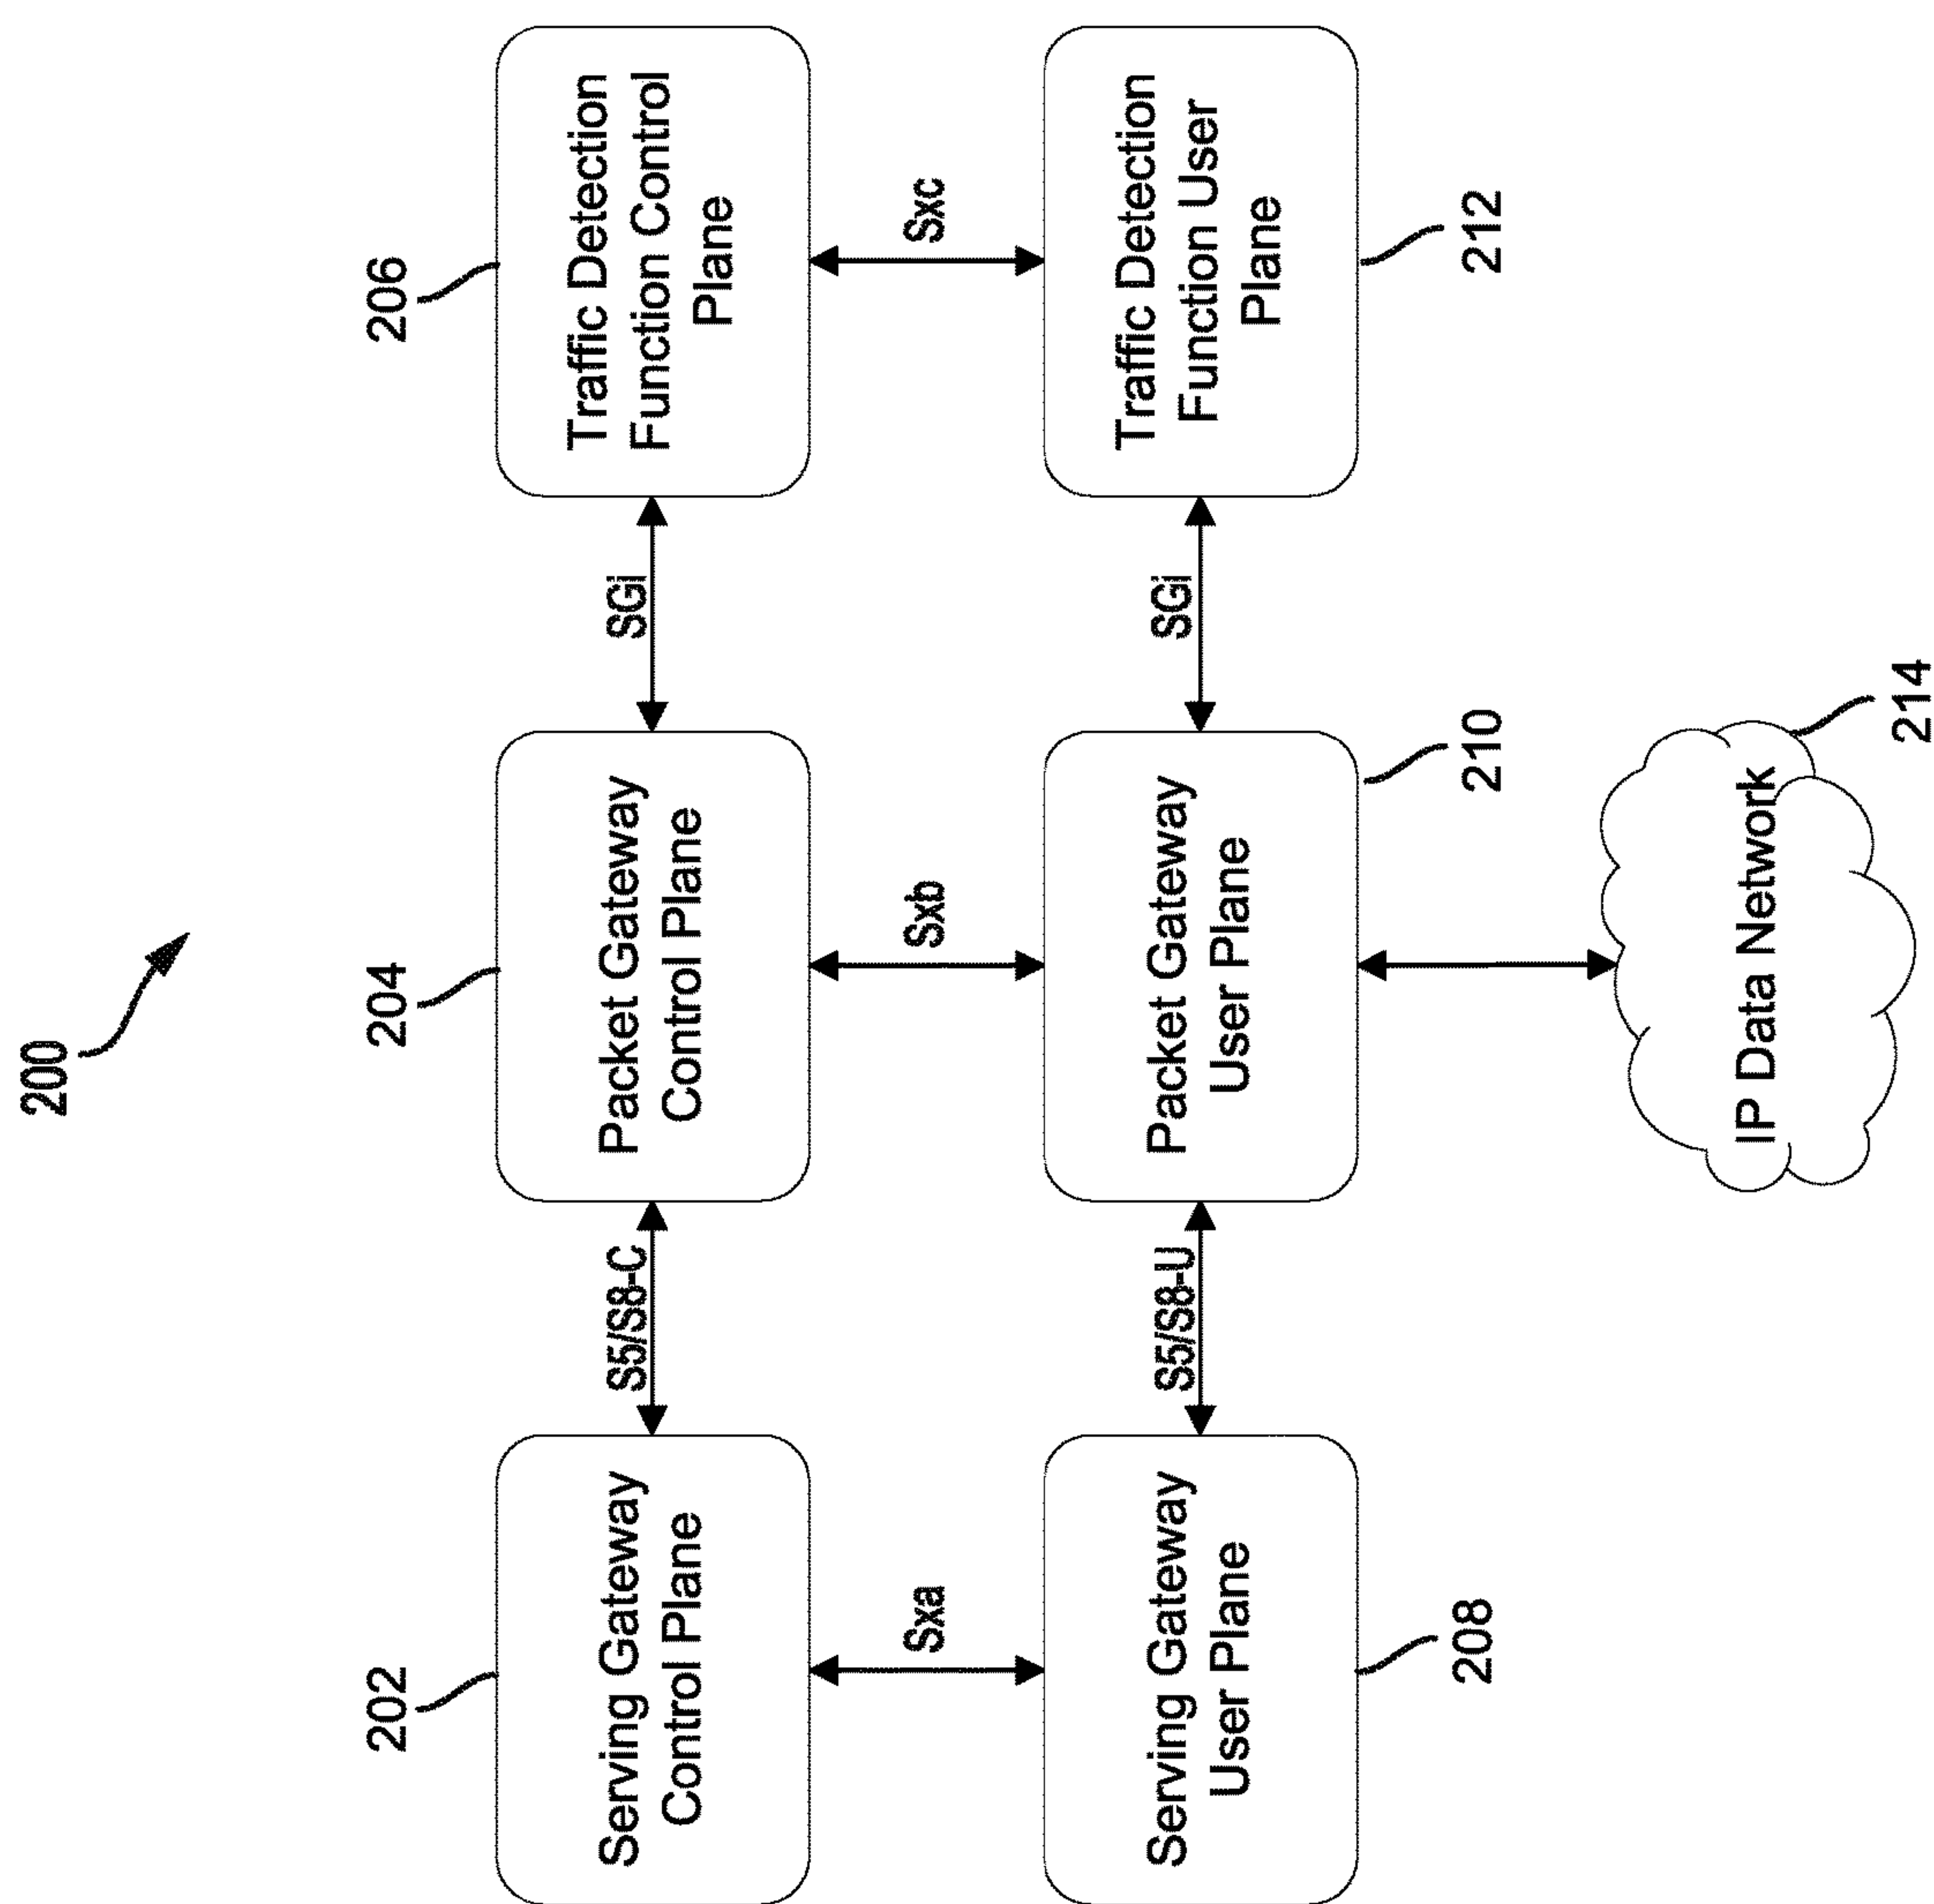 200
202
204
206
Serving Gateway
Control Plane
S5/S8-C
Packet Gateway
Control Plane
SGi
Traffic Detection
Function Control
Plane
Sxa
Sxb
Sxc
Serving Gateway
User Plane
S5/S8-U
Packet Gateway
User Plane
SGi
Traffic Detection
Function User
Plane
208
210
212
IP Data Network
214